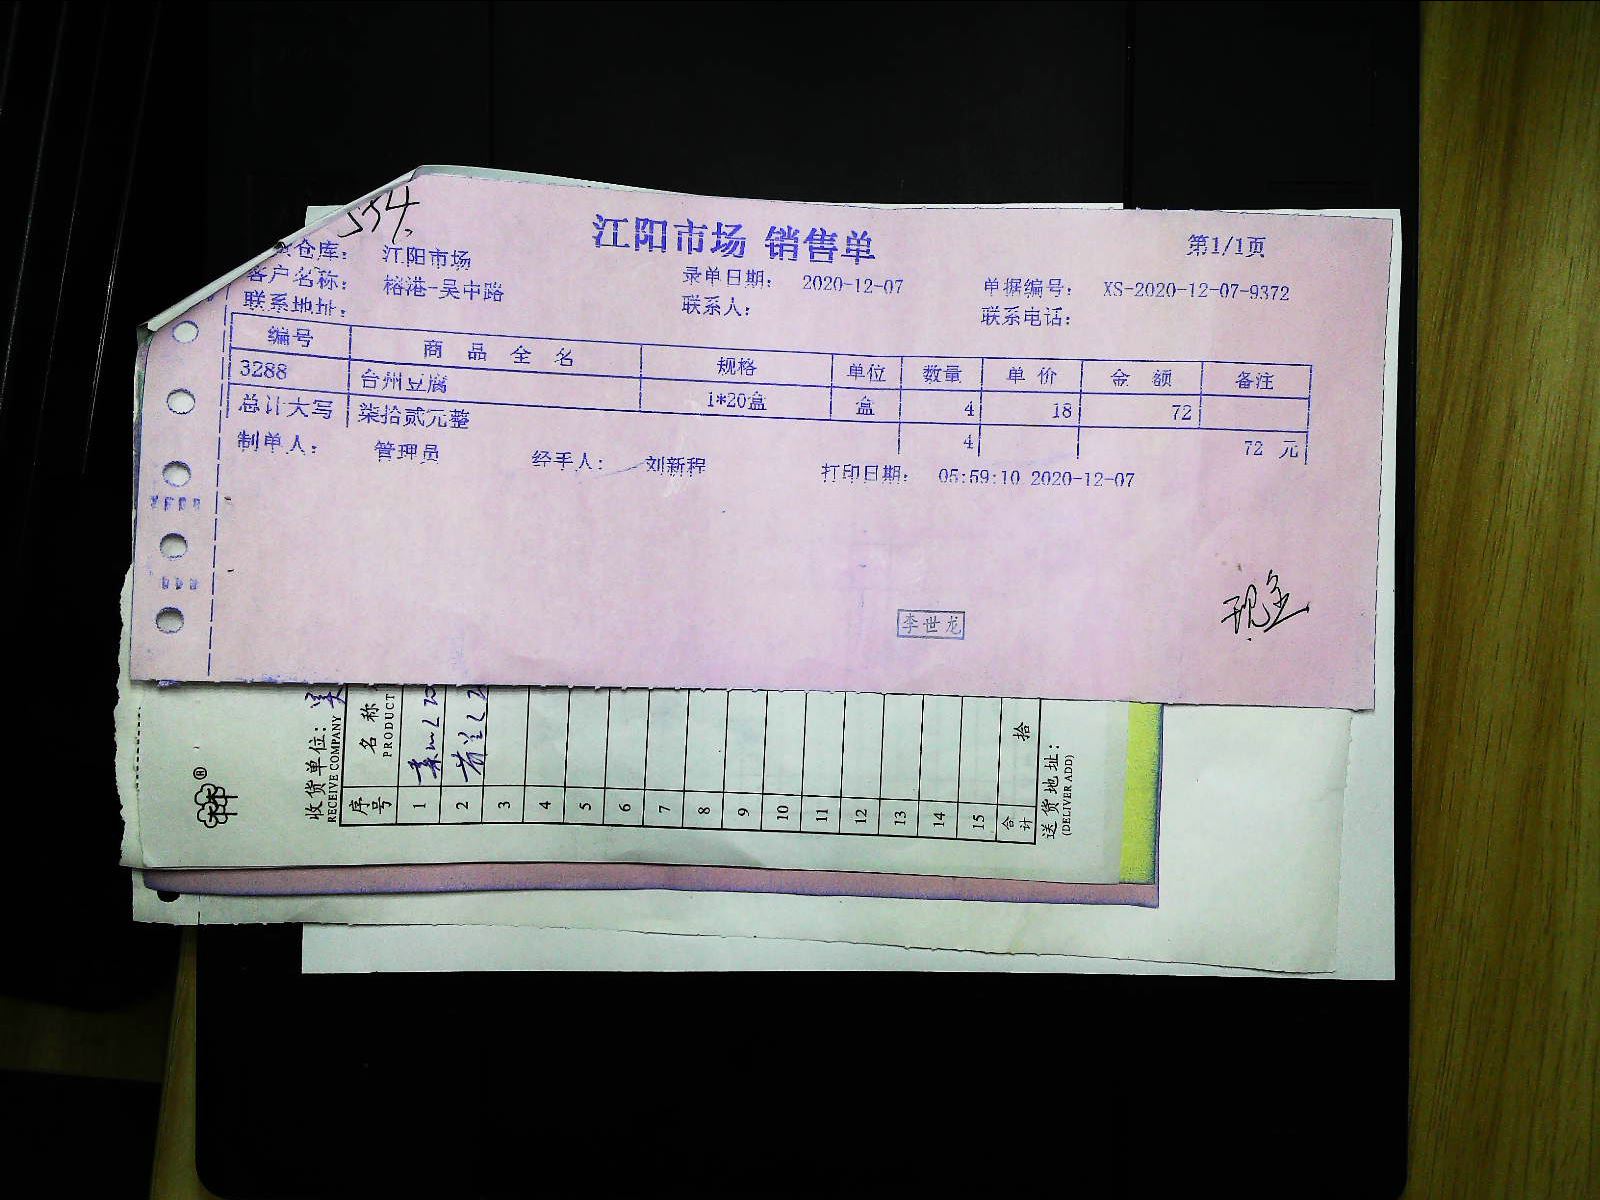 554
江阳市场 销售单
第1/1页
仓库： 江阳市场
客户名称： 榕港-吴中路 录单日期： 2020-12-07 单据编号： XS-2020-12-07-9372
联系地址： 联系人： 联系电话：
编号 商品全名 规格 单位 数量 单价 金额 备注
3288 台州豆腐 1*20盒 盒 4 18 72
总计大写 柒拾贰元整 4 72 元
制单人： 管理员 经手人： 刘新程 打印日期： 05:59:10 2020-12-07
李世龙
现金
收货单位：
RECEIVE COMPANY
序号 名称
PRODUCT
1
2
3
4
5
6
7
8
9
10
11
12
13
14
15
合计 拾
送货地址：
(DELIVER ADD)